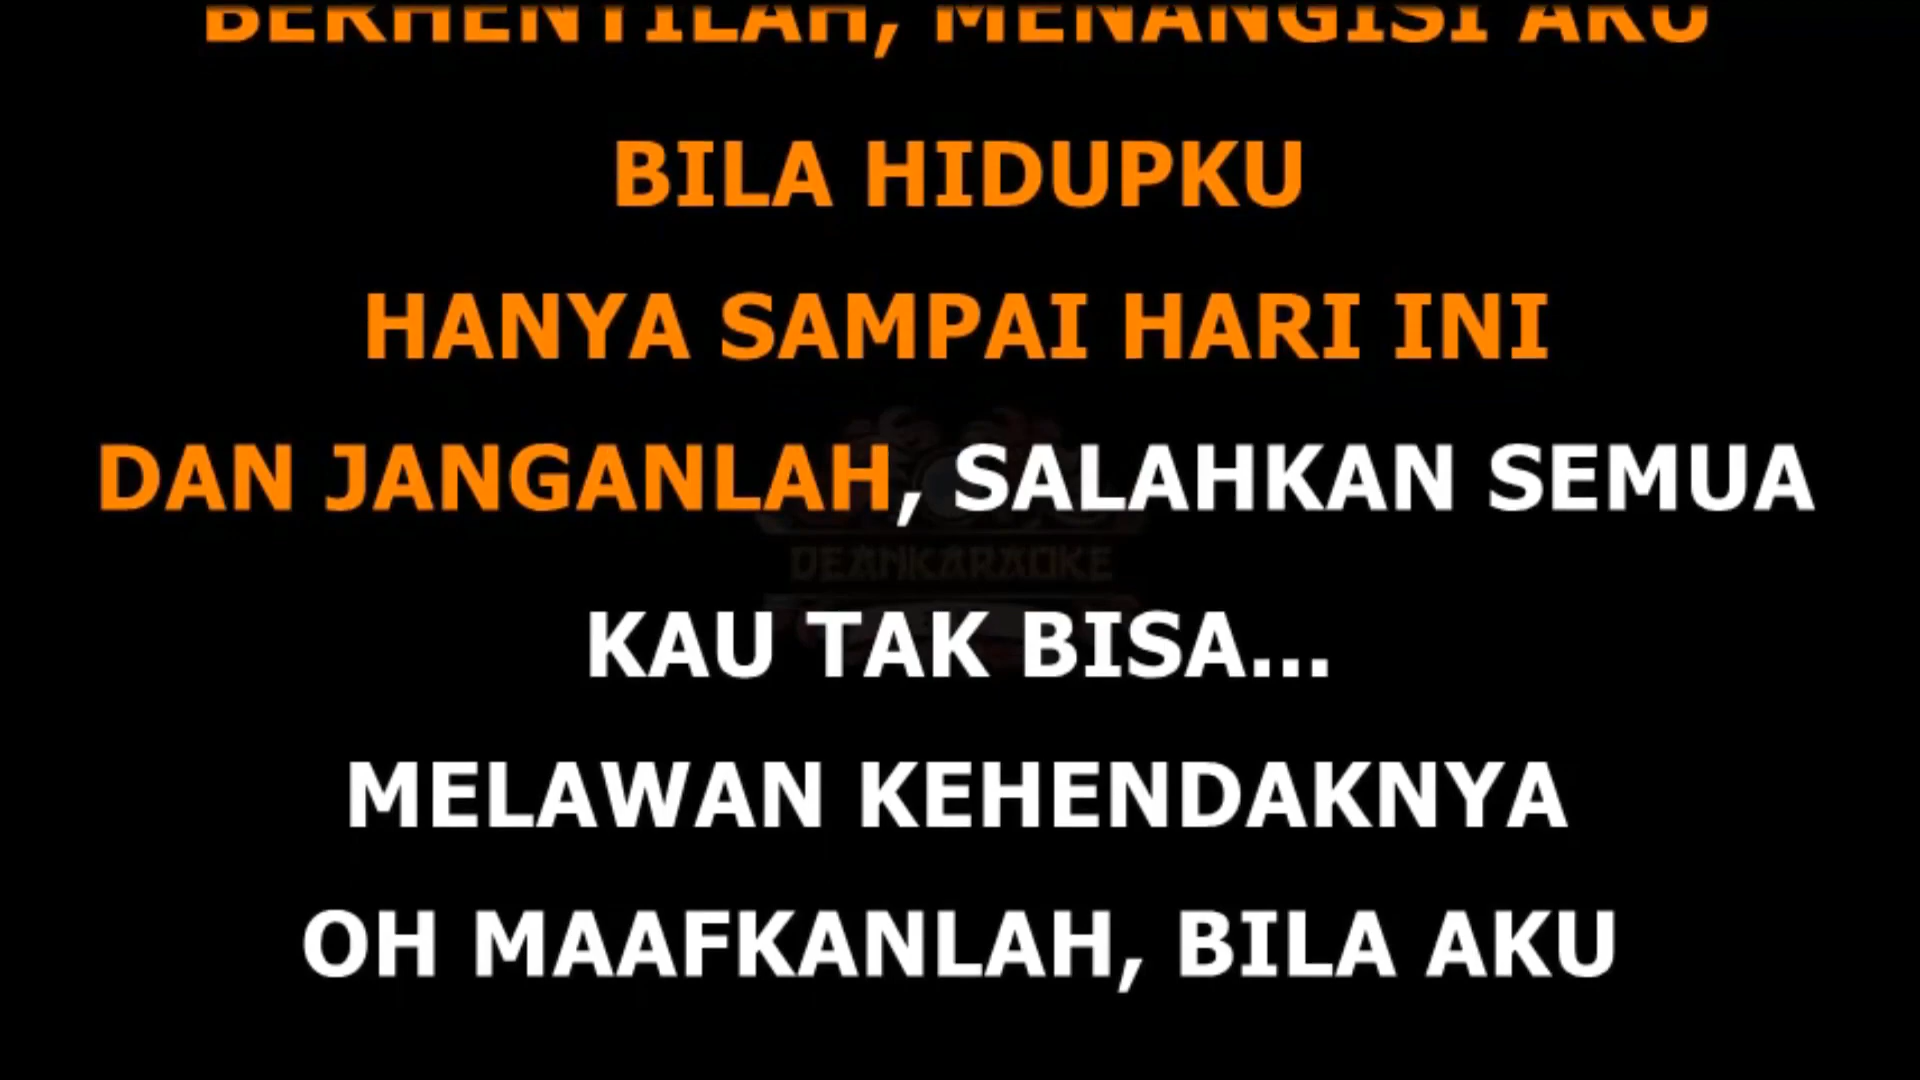 BERHENTILAH, MENANGISI AKU
BILA HIDUPKU
HANYA SAMPAI HARI INI
DAN JANGANLAH, SALAHKAN SEMUA
DEANKARAOKE
KAU TAK BISA...
MELAWAN KEHENDAKNYA
OH MAAFKANLAH, BILA AKU